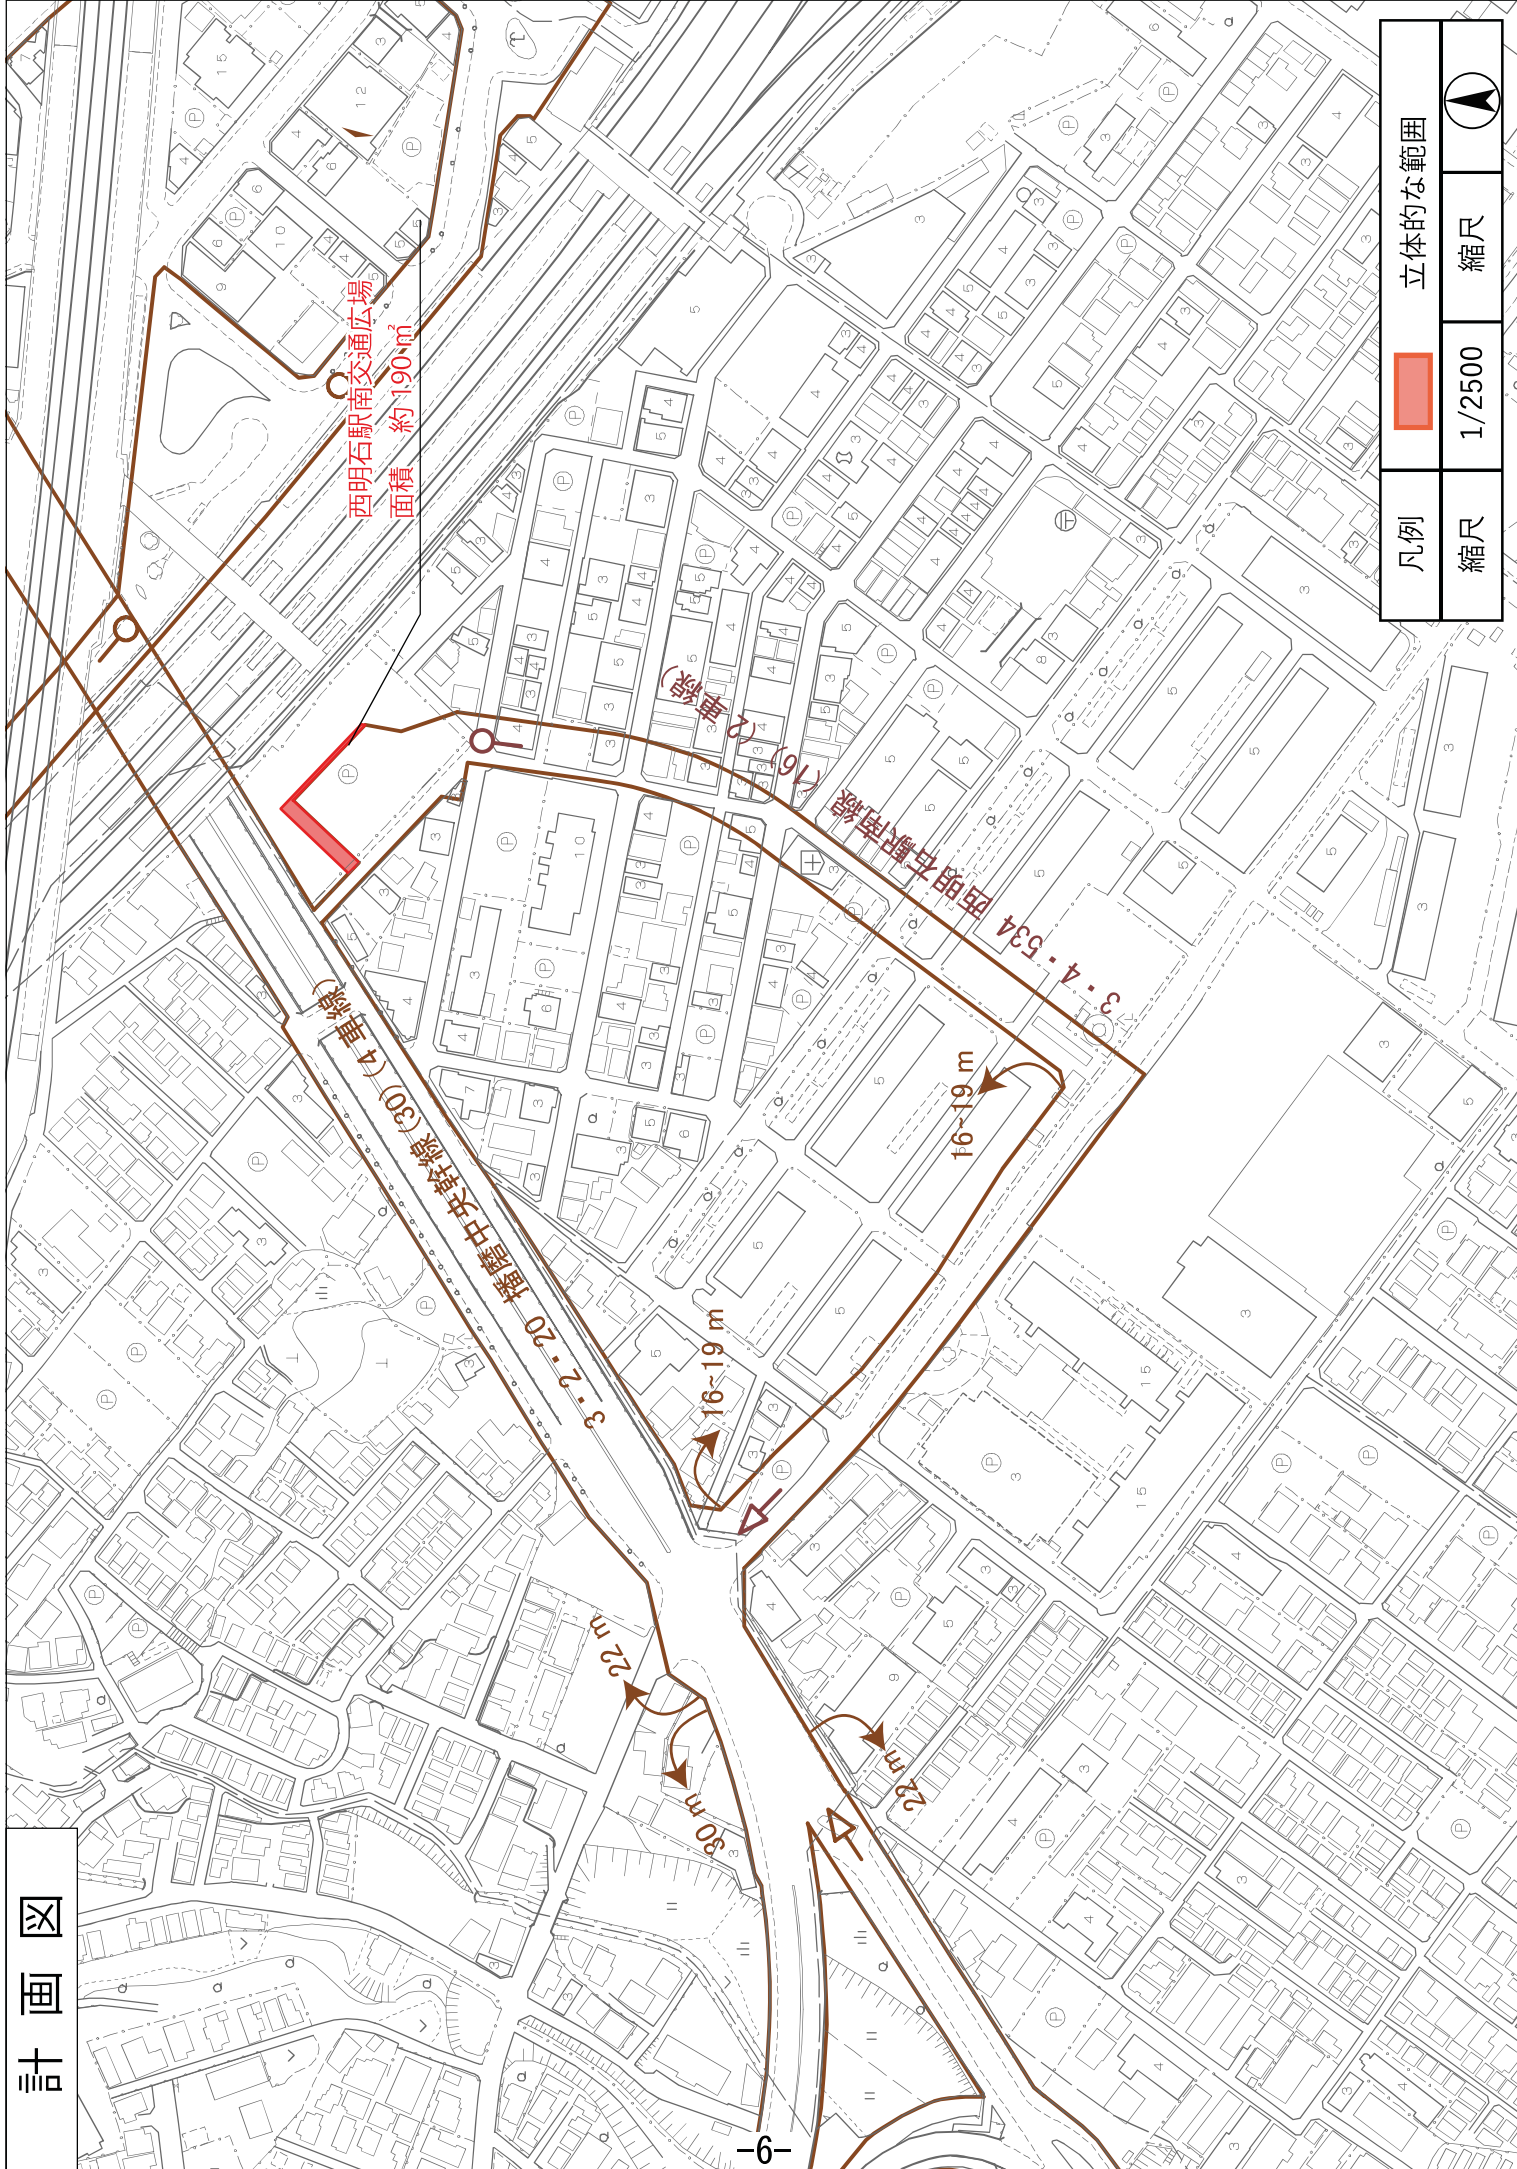 計画図
西明石駅南交通広場
面積　約190㎡
3・2・20 播磨中央幹線(30)(4車線)
3・4・534 西明石駅南線 (16) (2車線)
16~19 m
16~19 m
22 m
30 m
22 m
凡例 立体的な範囲
縮尺 1/2500 縮尺
-6-